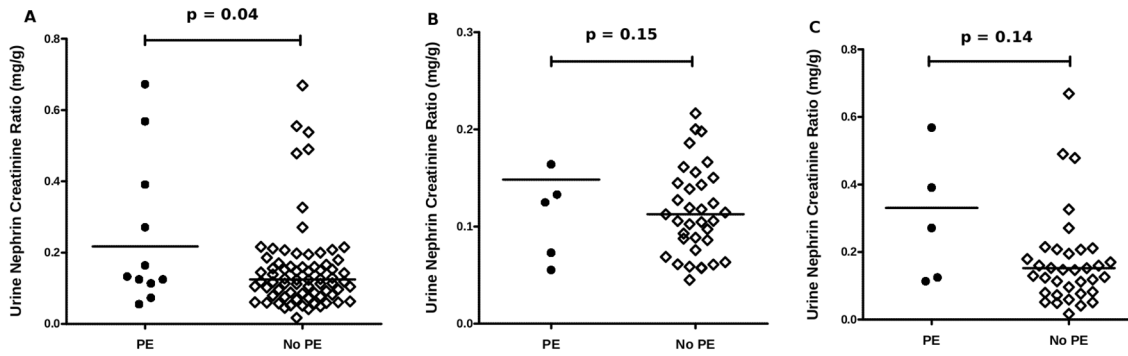 A
p = 0.04
Urine Nephrin Creatinine Ratio (mg/g)
0.8
0.6
0.4
0.2
0.0
PE
No PE
B
p = 0.15
Urine Nephrin Creatinine Ratio (mg/g)
0.3
0.2
0.1
0.0
PE
No PE
C
p = 0.14
Urine Nephrin Creatinine Ratio (mg/g)
0.8
0.6
0.4
0.2
0.0
PE
No PE